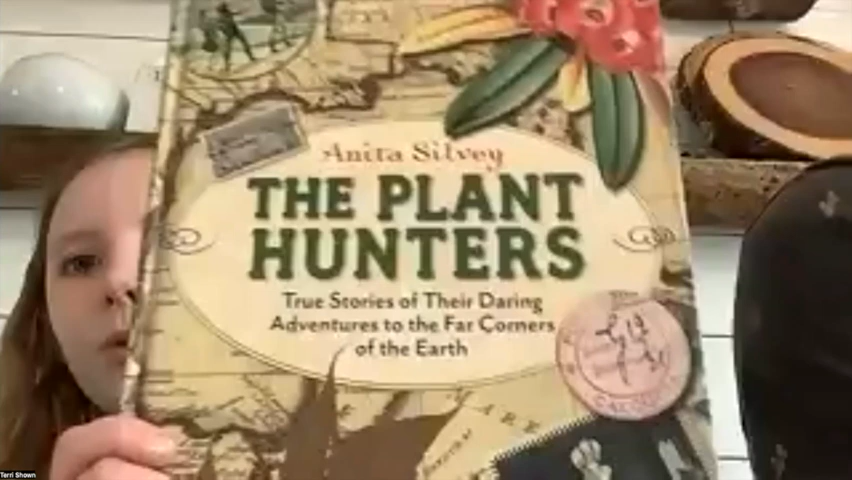 Anita Silvey
THE PLANT
HUNTERS
True Stories of Their Daring
Adventures to the Far Corners
of the Earth
Terri Shown